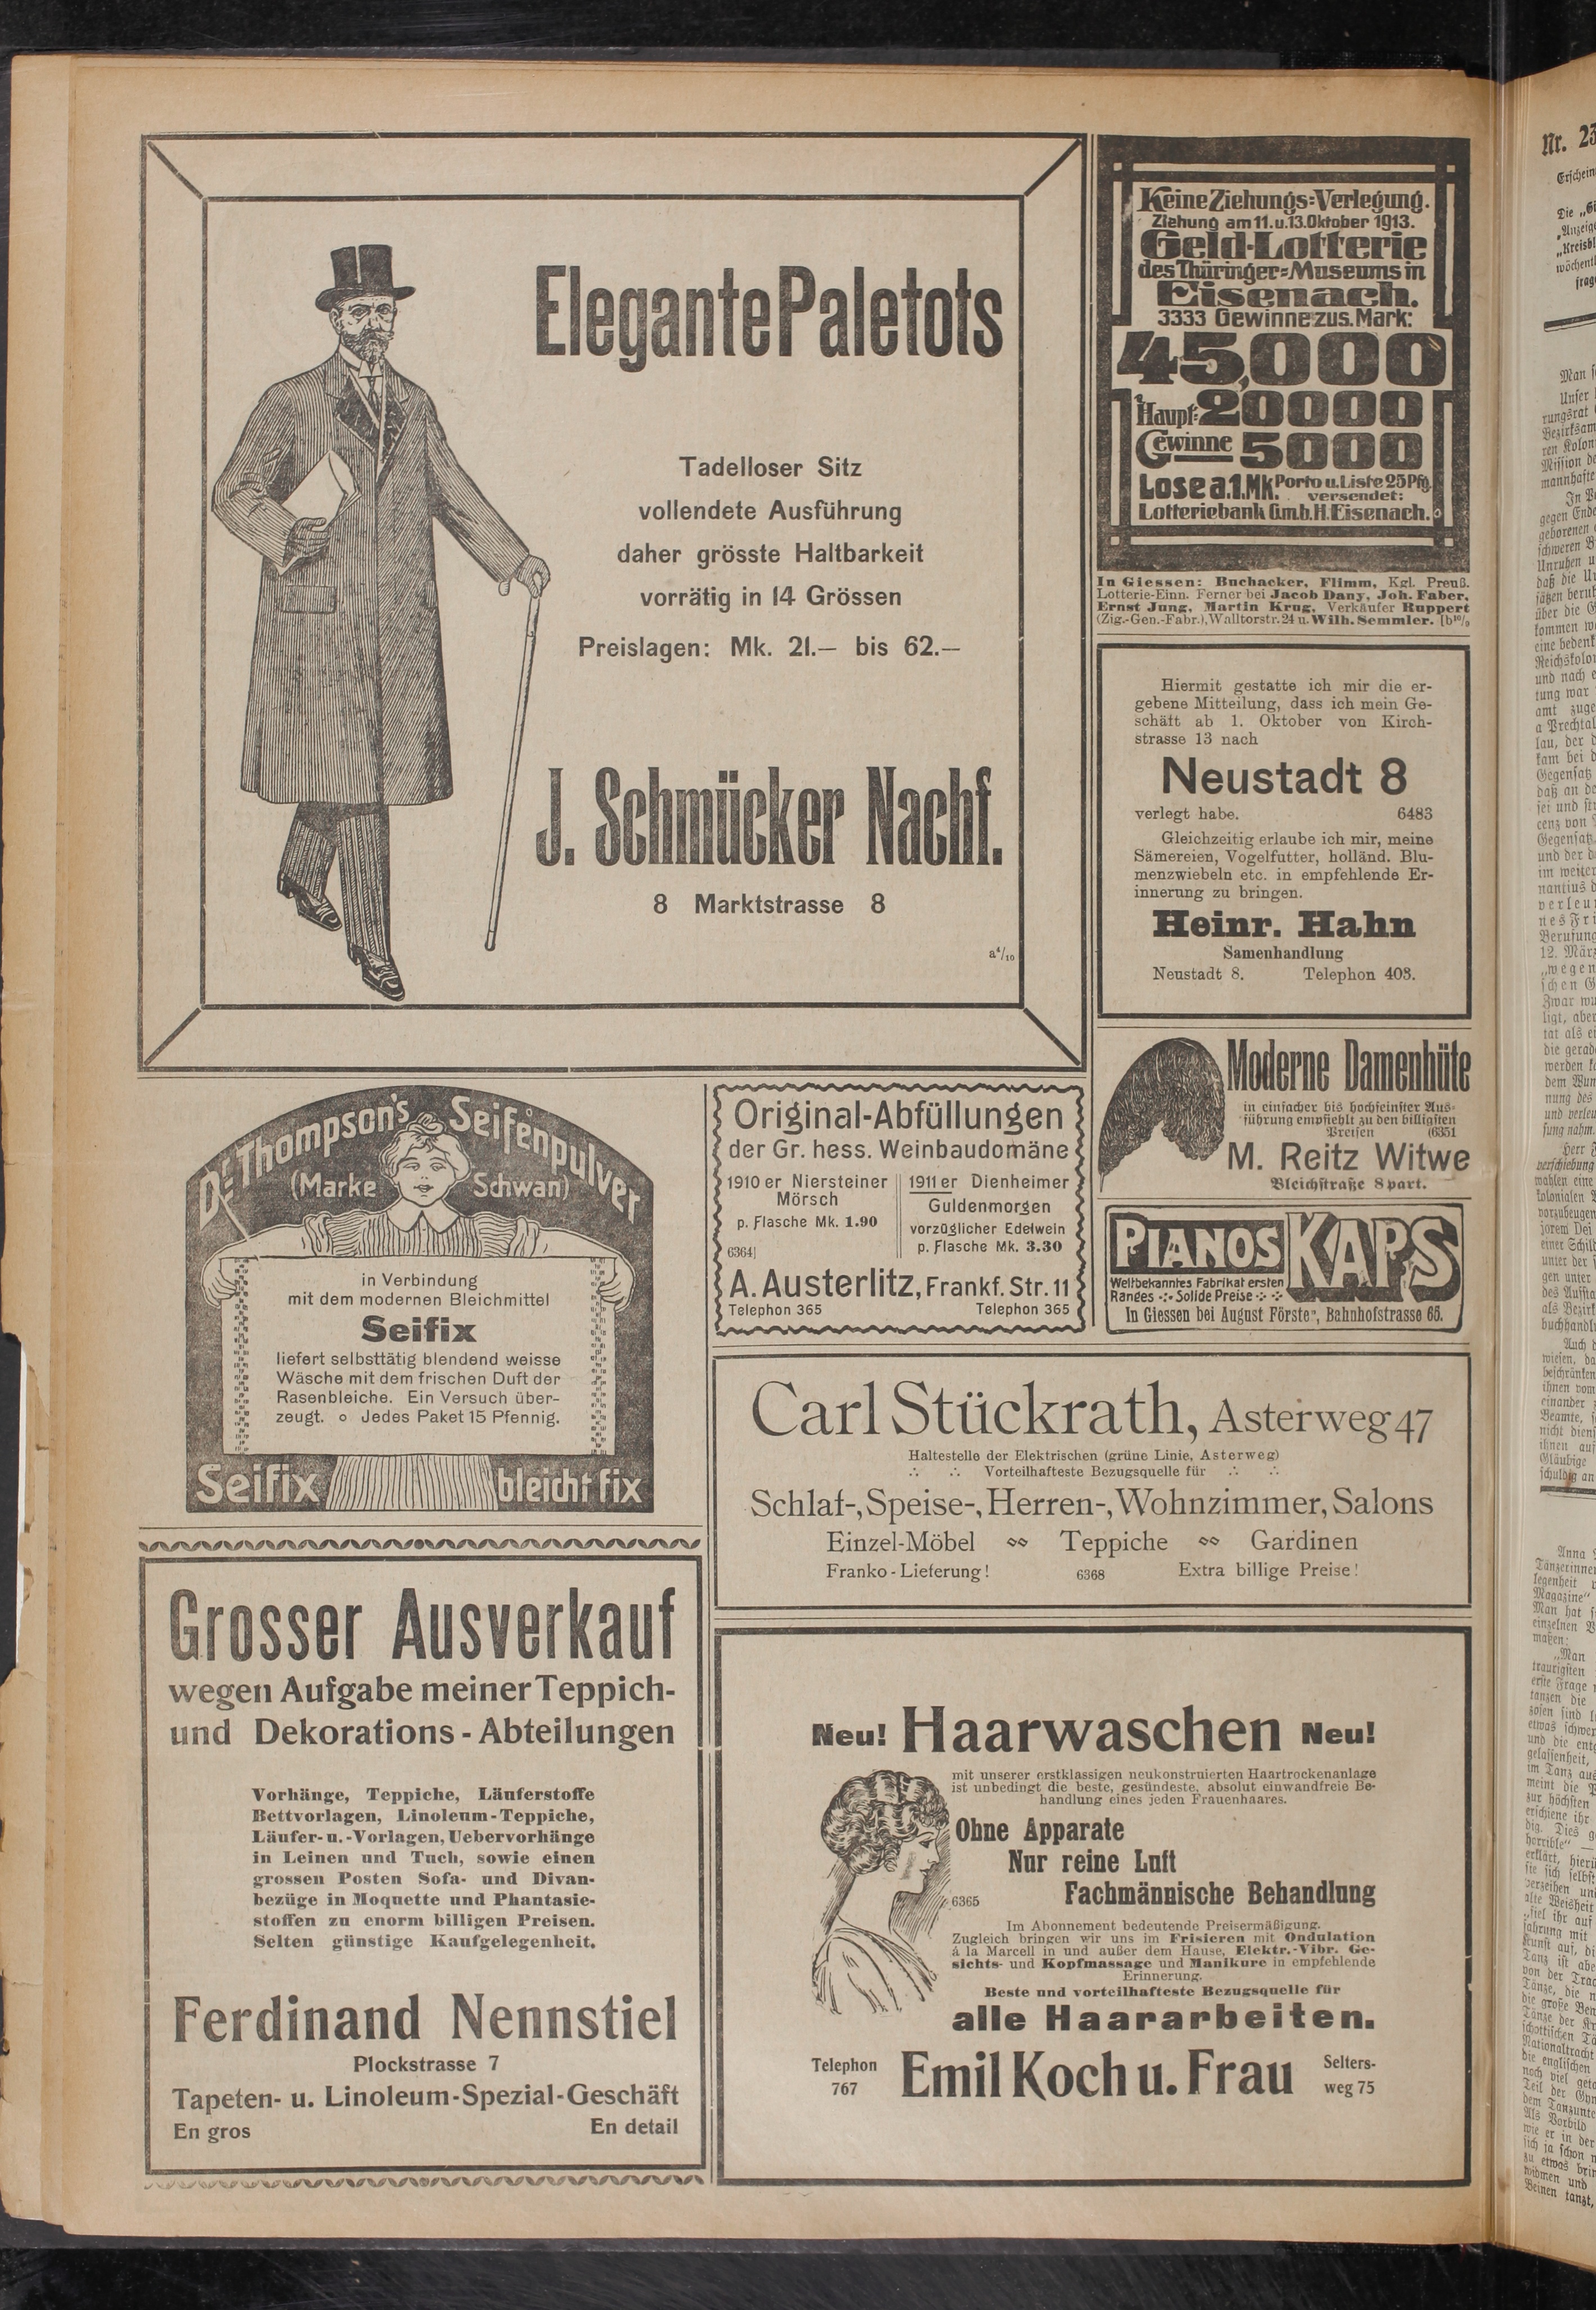 Elegante Paletots
Tadelloser Sitz
vollendete Ausführung
daher grösste Haltbarkeit
vorrätig in 14 Grössen
Preislagen: Mk. 21.— bis 62.—
J. Schmücker Nachf.
8 Marktstrasse 8
a⁴/₁₀
Keine Ziehungs=Verlegung.
Ziehung am 11. u. 13. Oktober 1913.
Geld-Lotterie
des Thüringer=Museums in
Eisenach.
3333 Gewinne zus. Mark:
45,000
Haupt= 20000
Gewinne 5000
Lose a.1.Mk. Porto u. Liste 25 Pfg.
versendet:
Lotteriebank G.m.b.H. Eisenach.
In Giessen: Buchacker, Flimm, Kgl. Preuß.
Lotterie-Einn. Ferner bei Jacob Dany, Joh. Faber,
Ernst Jung, Martin Krug, Verkäufer Ruppert
(Zig.-Gen.-Fabr.), Walltorstr. 24 u. Wilh. Semmler. [b¹⁰/₉
Hiermit gestatte ich mir die er-
gebene Mitteilung, dass ich mein Ge-
schäft ab 1. Oktober von Kirch-
strasse 13 nach
Neustadt 8
verlegt habe. 6483
Gleichzeitig erlaube ich mir, meine
Sämereien, Vogelfutter, holländ. Blu-
menzwiebeln etc. in empfehlende Er-
innerung zu bringen.
Heinr. Hahn
Samenhandlung
Neustadt 8. Telephon 403.
Moderne Damenhüte
in einfacher bis hochfeinster Aus-
führung empfiehlt zu den billigsten
Preisen (6351
M. Reitz Witwe
Bleichstraße 8 part.
PIANOS KAPS
Weltbekanntes Fabrikat ersten
Ranges Solide Preise
In Giessen bei August Förster, Bahnhofstrasse 65.
Dr. Thompson's Seifenpulver
(Marke Schwan)
in Verbindung
mit dem modernen Bleichmittel
Seifix
liefert selbsttätig blendend weisse
Wäsche mit dem frischen Duft der
Rasenbleiche. Ein Versuch über-
zeugt. o Jedes Paket 15 Pfennig.
Seifix bleicht fix
Original-Abfüllungen
der Gr. hess. Weinbaudomäne
1910 er Niersteiner
Mörsch
p. Flasche Mk. 1.90
6364]
1911 er Dienheimer
Guldenmorgen
vorzüglicher Edelwein
p. Flasche Mk. 3.30
A. Austerlitz, Frankf. Str. 11
Telephon 365 Telephon 365
Carl Stückrath, Asterweg 47
Haltestelle der Elektrischen (grüne Linie, Asterweg)
Vorteilhafteste Bezugsquelle für
Schlaf-, Speise-, Herren-, Wohnzimmer, Salons
Einzel-Möbel Teppiche Gardinen
Franko-Lieferung! 6368 Extra billige Preise!
Grosser Ausverkauf
wegen Aufgabe meiner Teppich-
und Dekorations-Abteilungen
Vorhänge, Teppiche, Läuferstoffe
Bettvorlagen, Linoleum-Teppiche,
Läufer- u. -Vorlagen, Uebervorhänge
in Leinen und Tuch, sowie einen
grossen Posten Sofa- und Divan-
bezüge in Moquette und Phantasie-
stoffen zu enorm billigen Preisen.
Selten günstige Kaufgelegenheit.
Ferdinand Nennstiel
Plockstrasse 7
Tapeten- u. Linoleum-Spezial-Geschäft
En gros En detail
Neu! Haarwaschen Neu!
mit unserer erstklassigen neukonstruierten Haartrockenanlage
ist unbedingt die beste, gesündeste, absolut einwandfreie Be-
handlung eines jeden Frauenhaares.
Ohne Apparate
Nur reine Luft
6365 Fachmännische Behandlung
Im Abonnement bedeutende Preisermäßigung.
Zugleich bringen wir uns im Frisieren mit Ondulation
á la Marcell in und außer dem Hause, Elektr.-Vibr. Ge-
sichts- und Kopfmassage und Manikure in empfehlende
Erinnerung.
Beste und vorteilhafteste Bezugsquelle für
alle Haararbeiten.
Telephon
767
Emil Koch u. Frau
Selters-
weg 75
Nr. 23